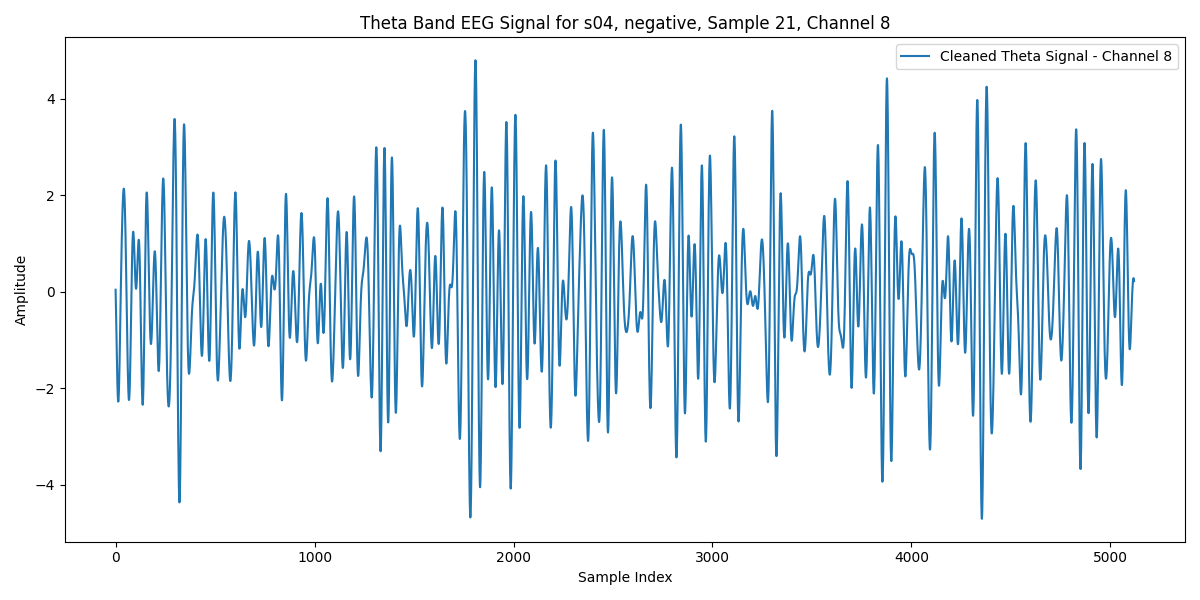 Theta Band EEG Signal for s04, negative, Sample 21, Channel 8
Cleaned Theta Signal - Channel 8
Amplitude
4
2
0
−2
−4
0 1000 2000 3000 4000 5000
Sample Index